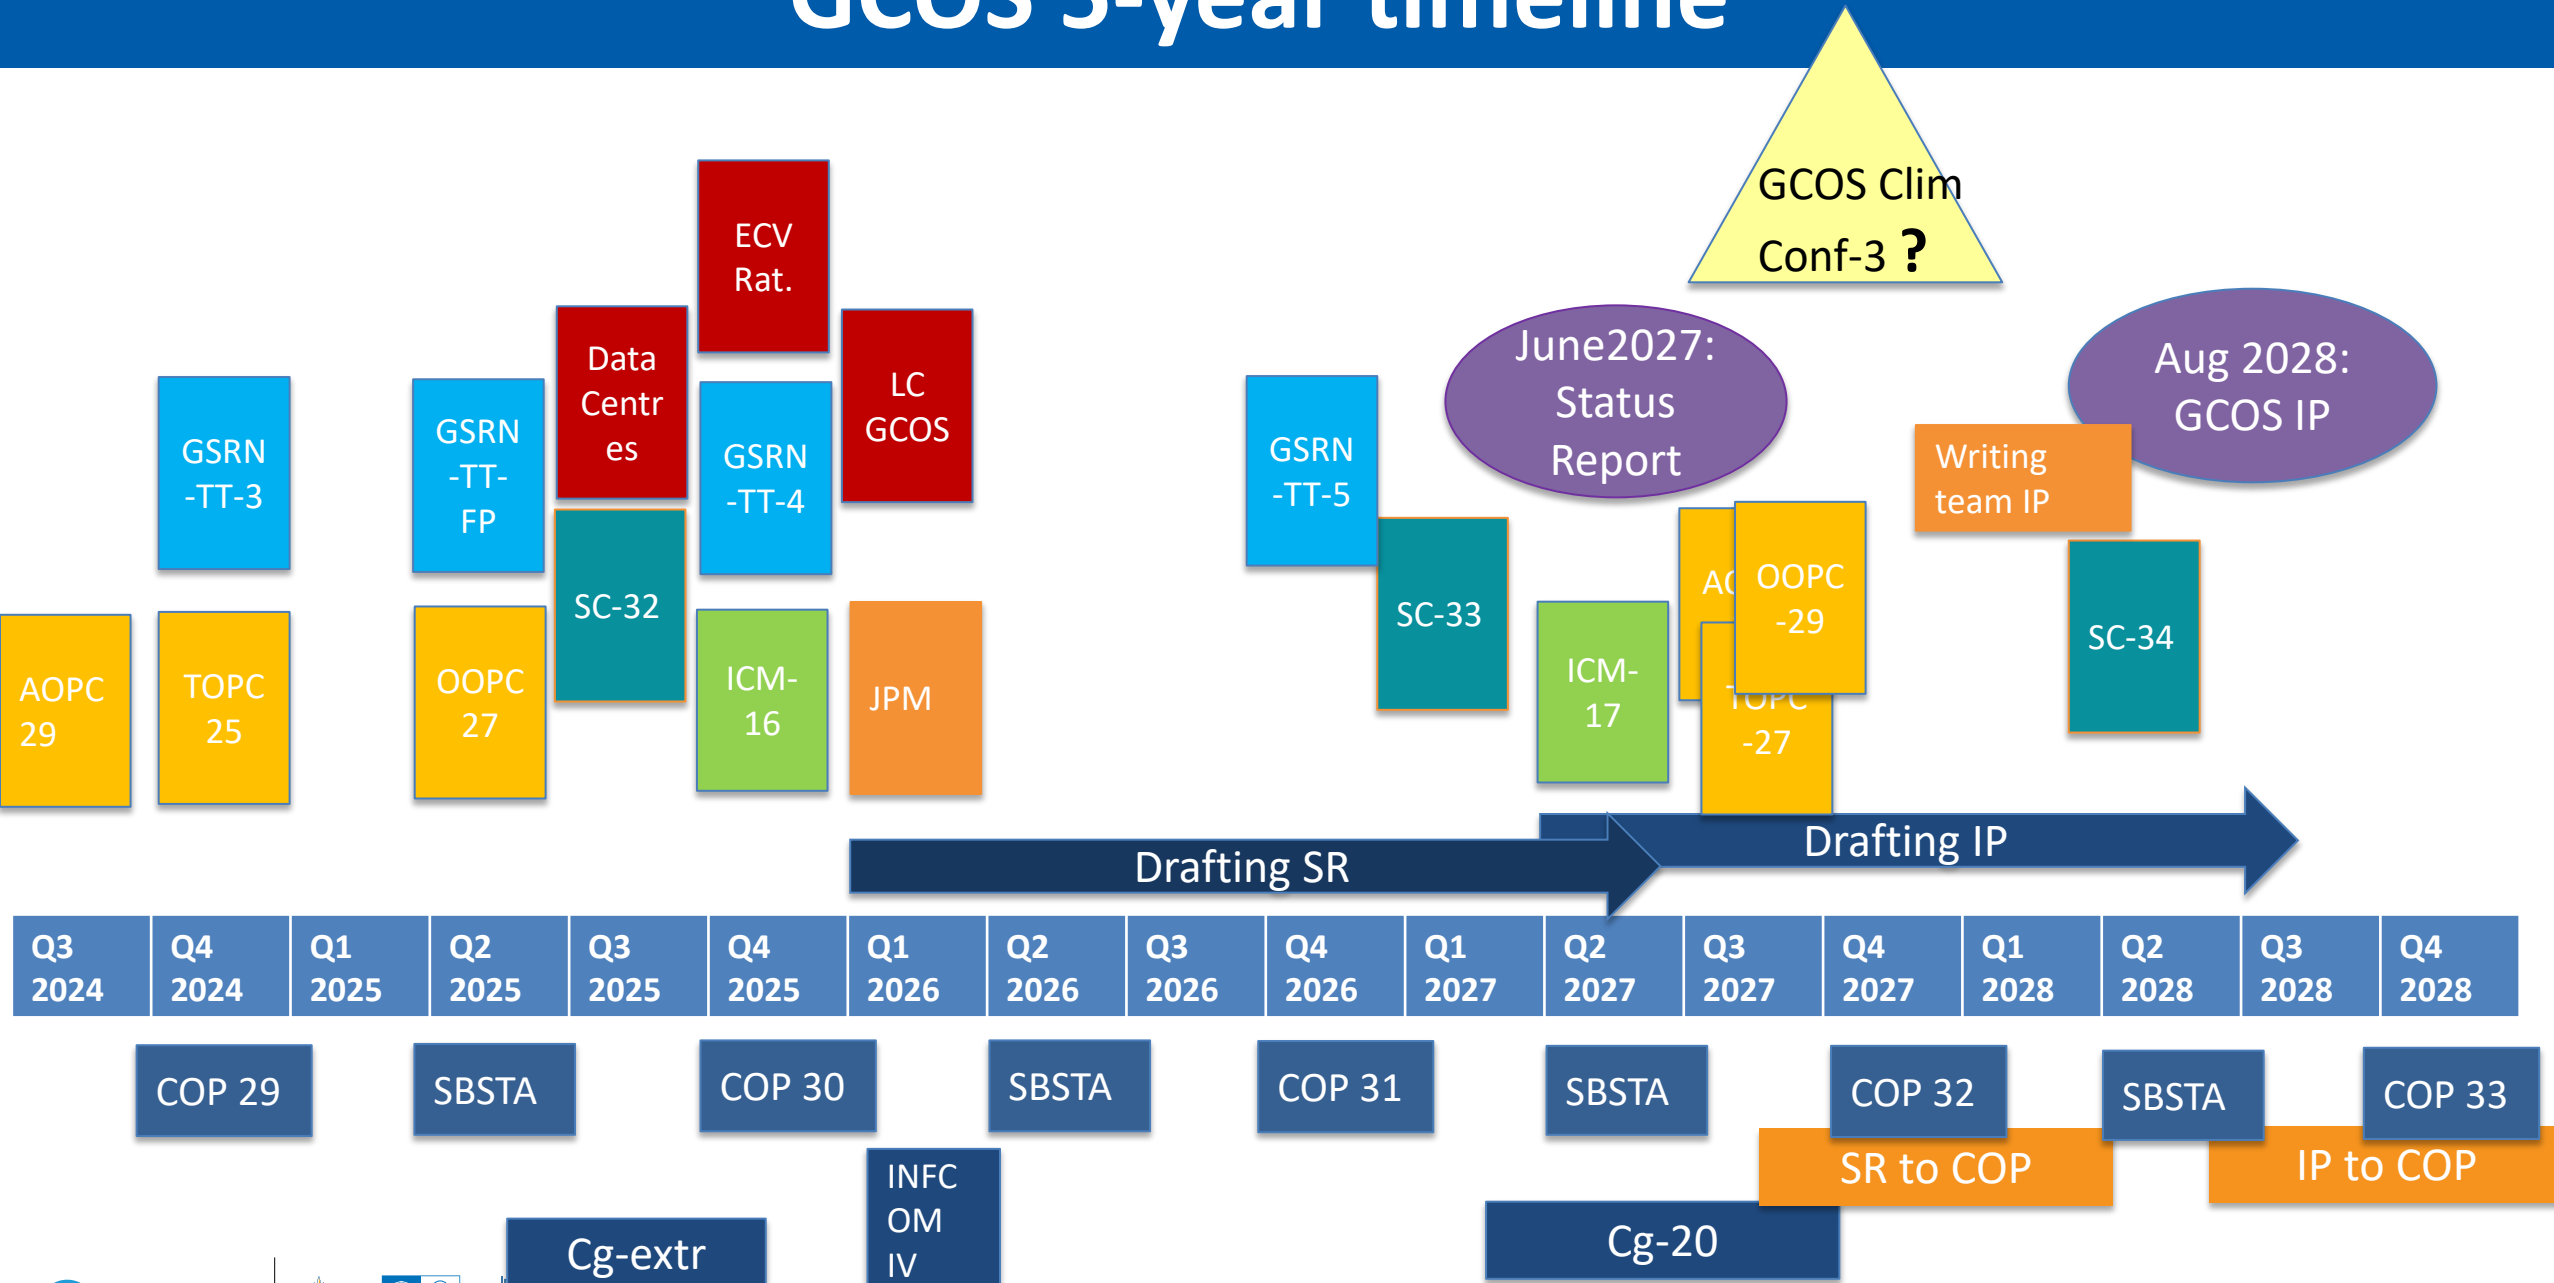 GCOS 5-year timeline
GCOS Clim
Conf-3 ?
ECV
Rat.
Data
Centr
es
LC
GCOS
June2027:
Status
Report
Aug 2028:
GCOS IP
GSRN
-TT-3
GSRN
-TT-
FP
GSRN
-TT-4
GSRN
-TT-5
Writing
team IP
SC-32
SC-33
OOPC
-29
SC-34
AOPC
29
TOPC
25
OOPC
27
ICM-
16
JPM
ICM-
17
TOPC
-27
Drafting SR
Drafting IP
Q3
2024
Q4
2024
Q1
2025
Q2
2025
Q3
2025
Q4
2025
Q1
2026
Q2
2026
Q3
2026
Q4
2026
Q1
2027
Q2
2027
Q3
2027
Q4
2027
Q1
2028
Q2
2028
Q3
2028
Q4
2028
COP 29
SBSTA
COP 30
SBSTA
COP 31
SBSTA
COP 32
SBSTA
COP 33
SR to COP
IP to COP
INFC
OM
IV
Cg-extr
Cg-20